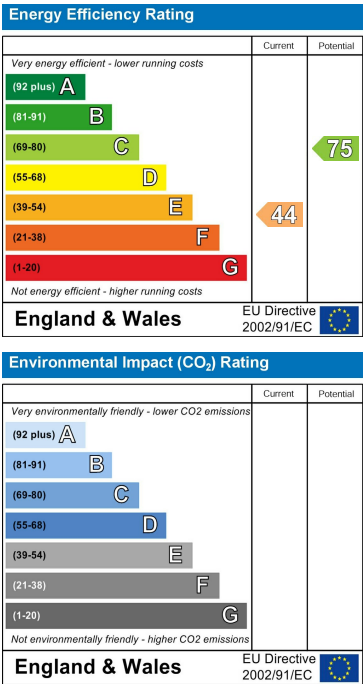 Energy Efficiency Rating
Current Potential
Very energy efficient - lower running costs
(92 plus) A
(81-91) B
(69-80) C 75
(55-68) D
(39-54) E 44
(21-38) F
(1-20) G
Not energy efficient - higher running costs
England & Wales EU Directive
2002/91/EC
Environmental Impact (CO₂) Rating
Current Potential
Very environmentally friendly - lower CO2 emissions
(92 plus) A
(81-91) B
(69-80) C
(55-68) D
(39-54) E
(21-38) F
(1-20) G
Not environmentally friendly - higher CO2 emissions
England & Wales EU Directive
2002/91/EC